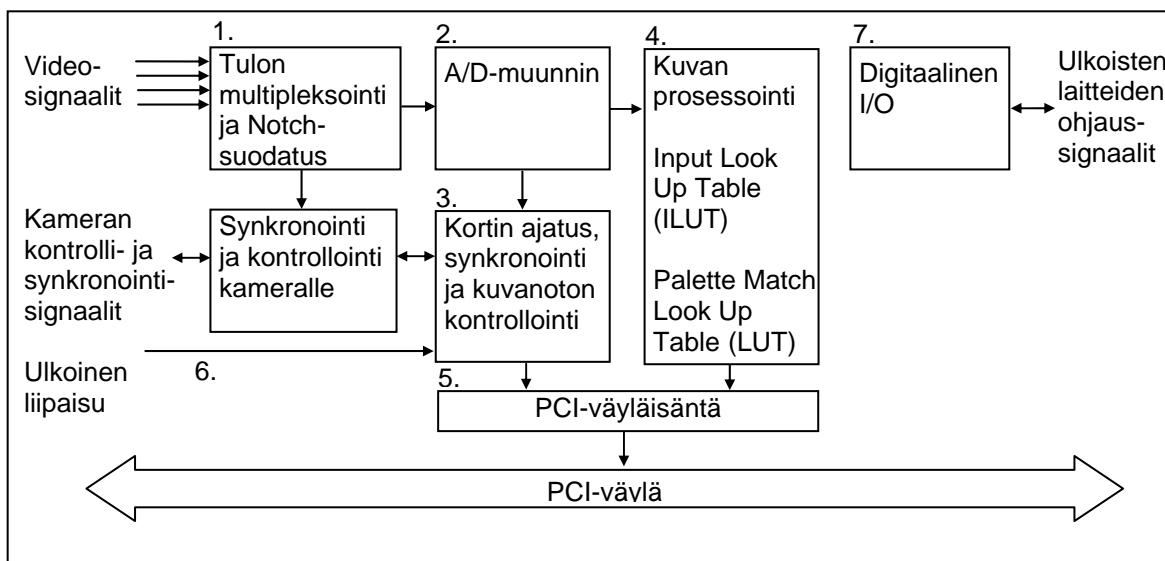 Video-
signaalit
1.
Tulon
multipleksointi
ja Notch-
suodatus
2.
A/D-muunnin
4.
Kuvan
prosessointi
Input Look
Up Table
(ILUT)
Palette Match
Look Up
Table (LUT)
7.
Digitaalinen
I/O
Ulkoisten
laitteiden
ohjaus-
signaalit
Kameran
kontrolli- ja
synkronointi-
signaalit
Synkronointi
ja kontrollointi
kameralle
3.
Kortin ajatus,
synkronointi
ja kuvanoton
kontrollointi
Ulkoinen
liipaisu
6.
5.
PCI-väyläisäntä
PCI-väylä